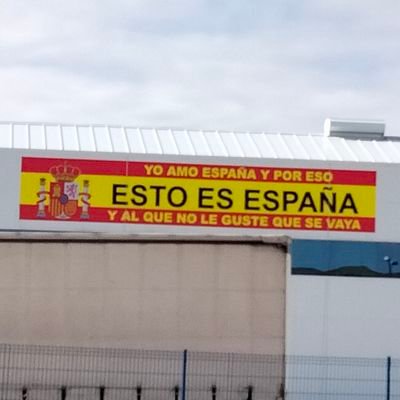 YO AMO ESPAÑA Y POR ESO
ESTO ES ESPAÑA
Y AL QUE NO LE GUSTE QUE SE VAYA